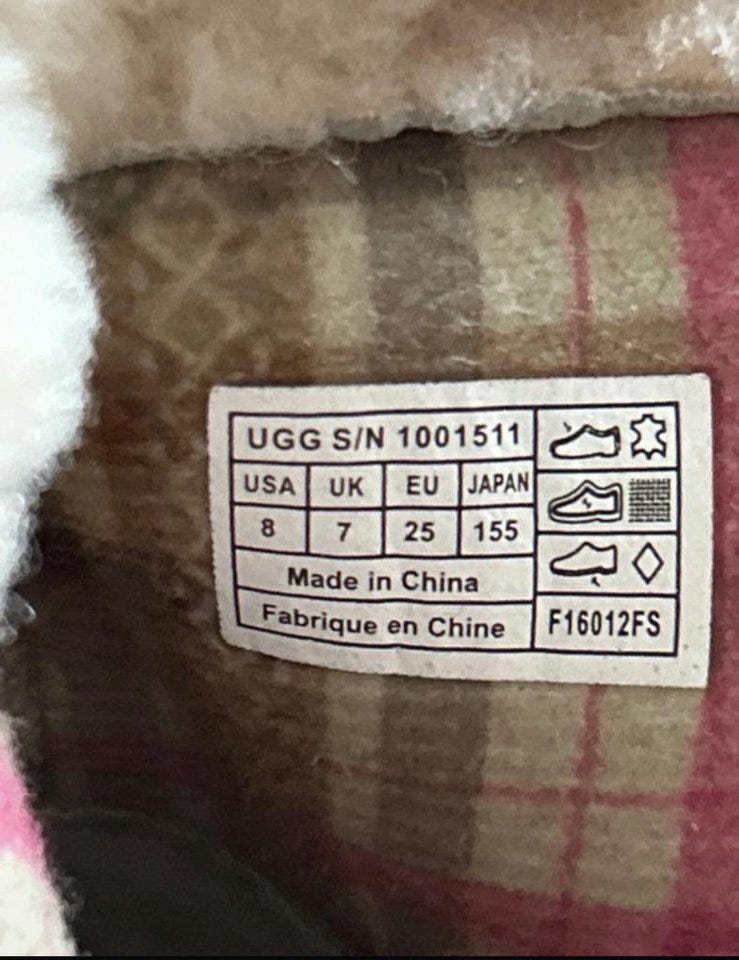 UGG S/N 1001511
USA UK EU JAPAN
8 7 25 155
Made in China
Fabrique en Chine
F16012FS